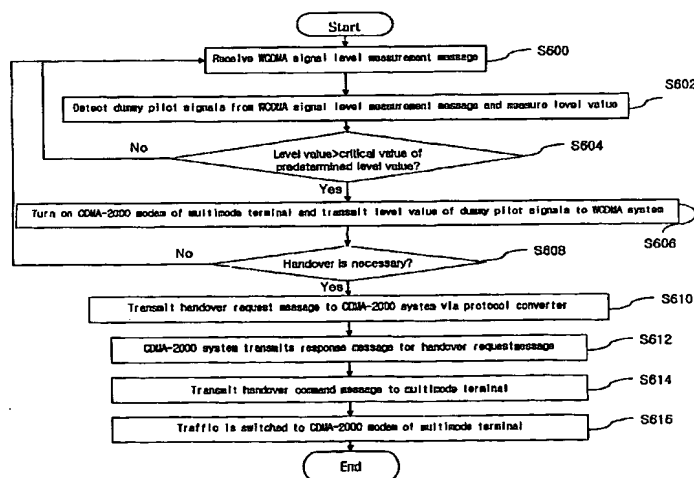 Start
Receive WCDMA signal level measurement message
S600
Detect dummy pilot signals from WCDMA signal level measurement message and measure level value
S602
Level value>critical value of
predetermined level value?
S604
No
Yes
Turn on CDMA-2000 modem of multimode terminal and transmit level value of dummy pilot signals to WCDMA system
S606
Handover is necessary?
S608
No
Yes
Transmit handover request message to CDMA-2000 system via protocol converter
S610
CDMA-2000 system transmits response message for handover requestmessage
S612
Transmit handover command message to multimode terminal
S614
Traffic is switched to CDMA-2000 modem of multimode terminal
S616
End